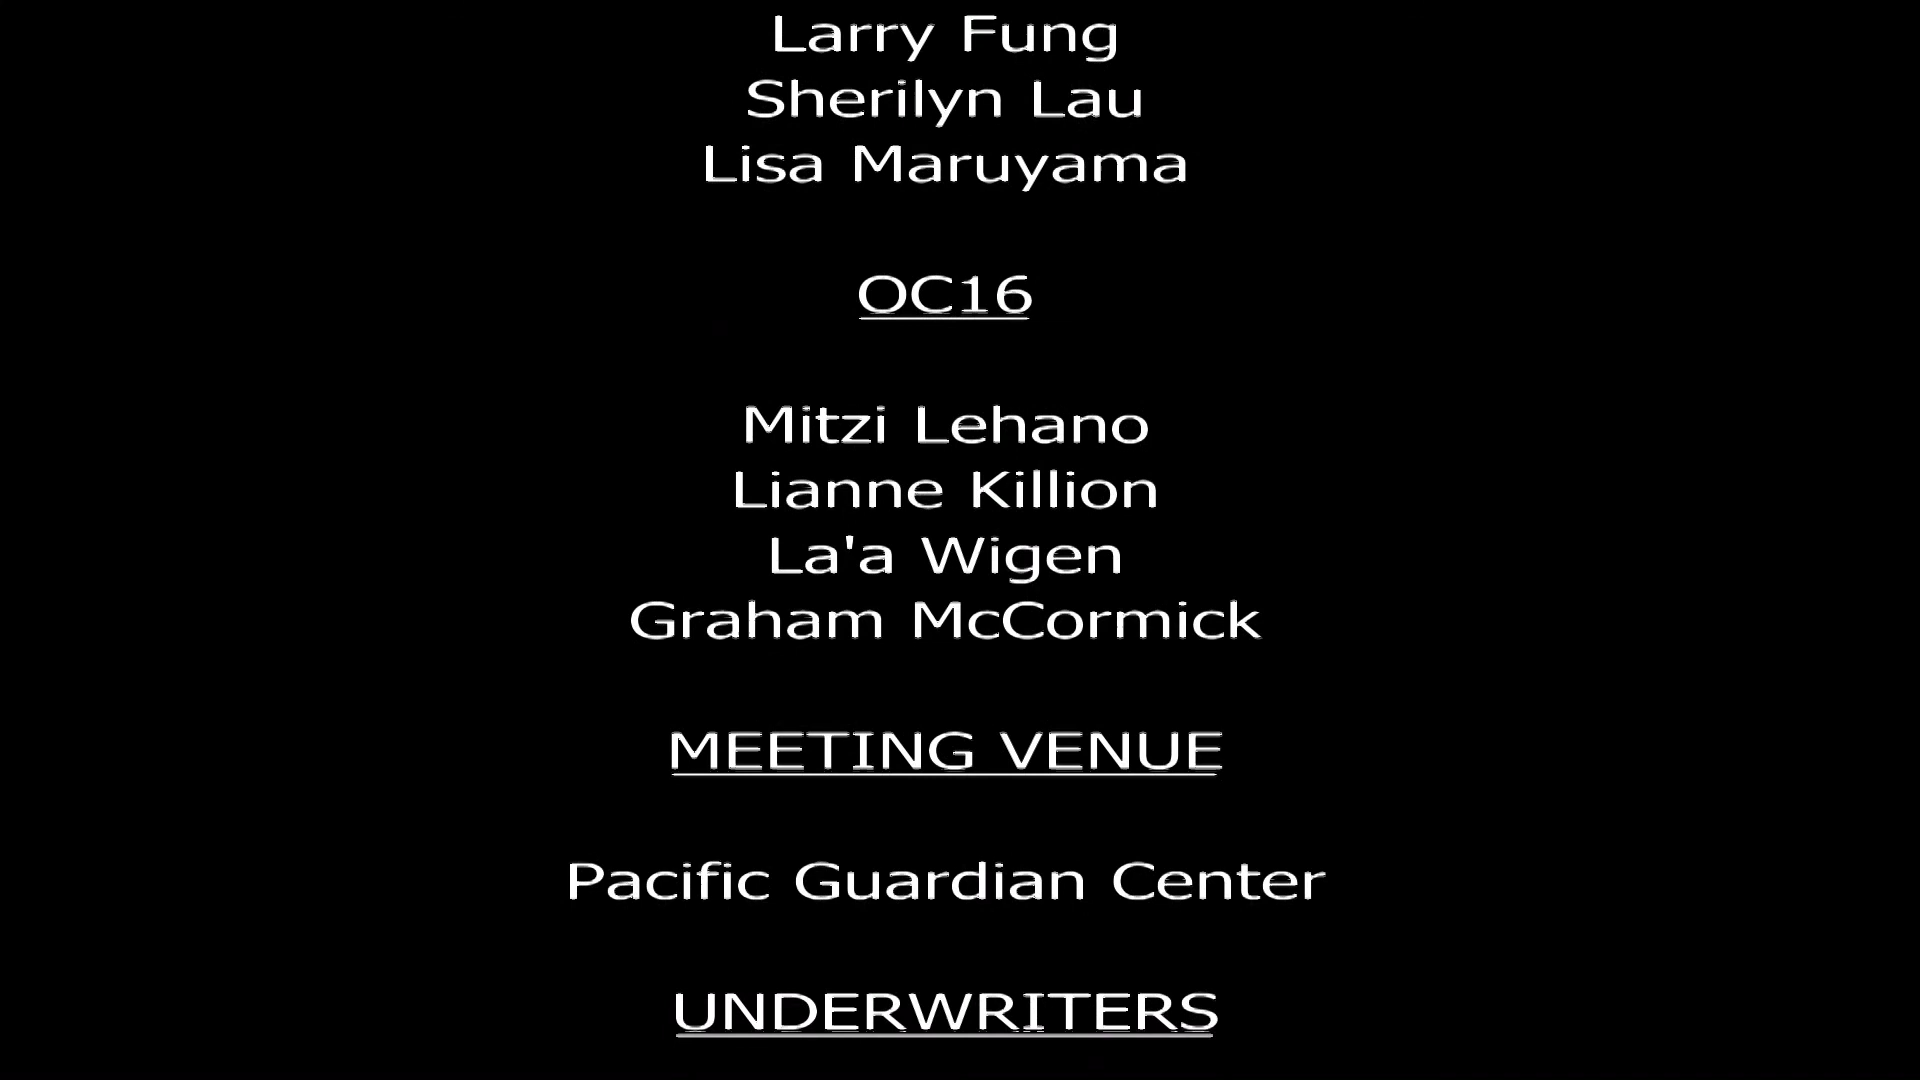 Larry Fung
Sherilyn Lau
Lisa Maruyama
OC16
Mitzi Lehano
Lianne Killion
La'a Wigen
Graham McCormick
MEETING VENUE
Pacific Guardian Center
UNDERWRITERS